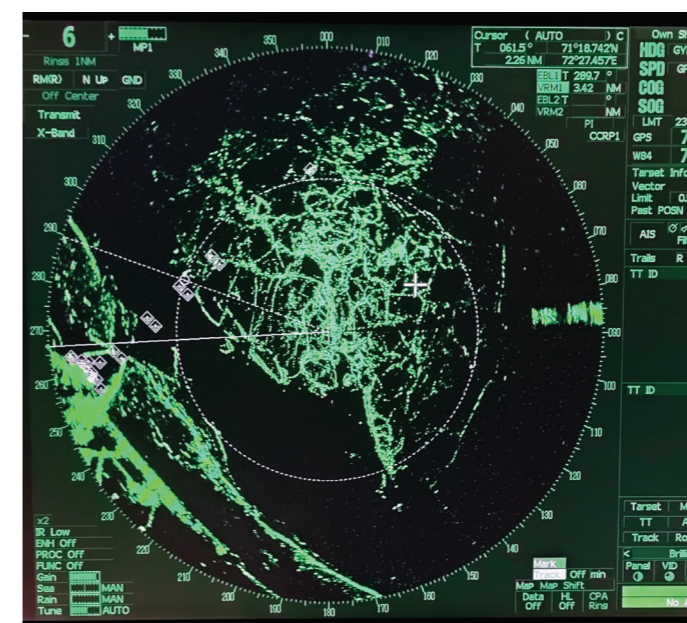 - 6 +
MP1
Rings 1NM
RM(R) N Up GND
Off Center
Transmit
X-Band
Cursor ( AUTO ) C
T 061.5° 71°18.742'N
2.26 NM 72°27.457'E
EBL1 T 289.7 °
VRM1 3.42 NM
EBL2 T °
VRM2 NM
PI
CCRP1
HDG
SPD
COG
SOG
LMT 23
GPS 7
W84 7
Vector
Limit
Past POSN
AIS
Trails R
TT ID
TT ID
340
350
000
010
020
030
040
050
060
070
080
090
100
110
120
130
140
150
160
170
180
190
200
210
220
230
240
250
260
270
280
290
300
310
320
330
x2
IR Low
ENH Off
PROC Off
FUNC Off
Gain
Sea MAN
Rain MAN
Tune AUTO
Mark
Off min
Map Map Shift
Data HL CPA
Off Off Rins
Target
TT
Track
<
Panel VID